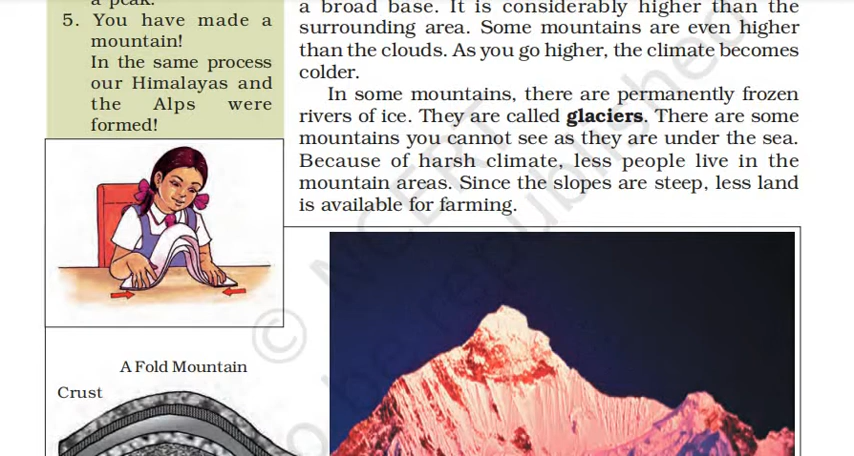 5. You have made a
mountain!
In the same process
our Himalayas and
the Alps were
formed!
a broad base. It is considerably higher than the
surrounding area. Some mountains are even higher
than the clouds. As you go higher, the climate becomes
colder.
In some mountains, there are permanently frozen
rivers of ice. They are called glaciers. There are some
mountains you cannot see as they are under the sea.
Because of harsh climate, less people live in the
mountain areas. Since the slopes are steep, less land
is available for farming.
A Fold Mountain
Crust
© NCERT
o be republished